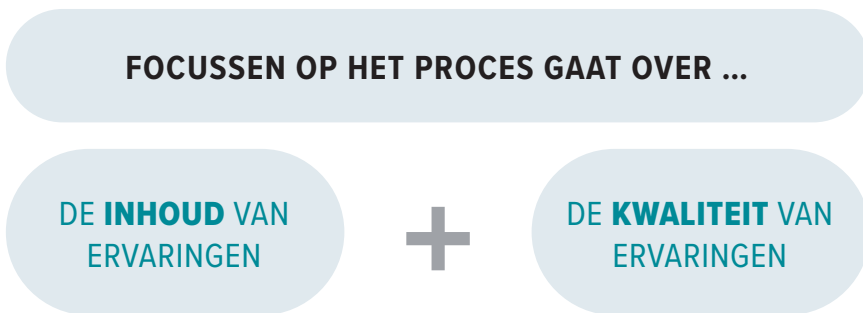 FOCUSSEN OP HET PROCES GAAT OVER ...
DE INHOUD VAN
ERVARINGEN
+
DE KWALITEIT VAN
ERVARINGEN